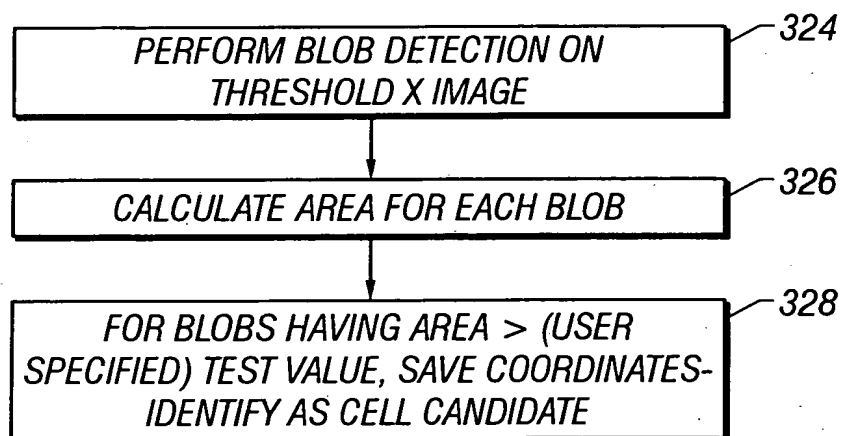 324
PERFORM BLOB DETECTION ON
THRESHOLD X IMAGE
326
CALCULATE AREA FOR EACH BLOB
328
FOR BLOBS HAVING AREA > (USER
SPECIFIED) TEST VALUE, SAVE COORDINATES-
IDENTIFY AS CELL CANDIDATE